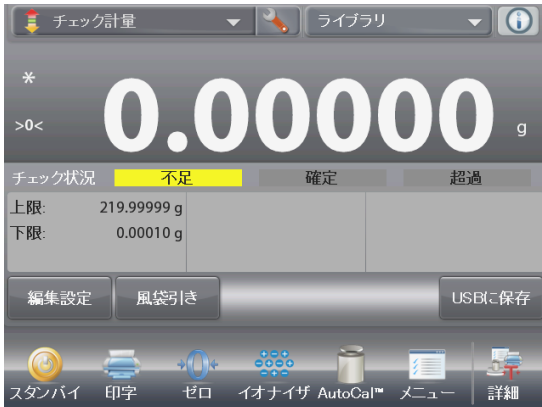 チェック計量 ライブラリ
*
>0< 0.00000 g
チェック状況 不足 確定 超過
上限: 219.99999 g
下限: 0.00010 g
編集設定 風袋引き USBに保存
スタンバイ 印字 ゼロ イオナイザ AutoCal™ メニュー 詳細